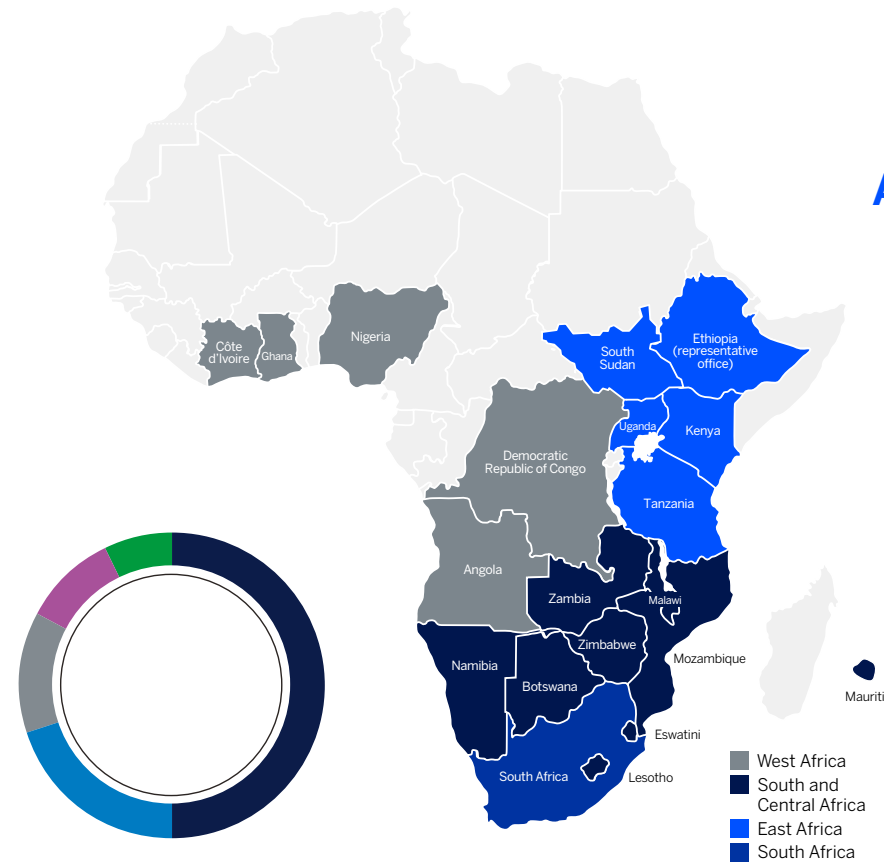 A
Nigeria
Côte
d'Ivoire
Ghana
Ethiopia
(representative
office)
South
Sudan
Uganda
Kenya
Democratic
Republic of Congo
Tanzania
Angola
Zambia
Malawi
Zimbabwe
Mozambique
Namibia
Botswana
Mauriti
Eswatini
South Africa
Lesotho
West Africa
South and
Central Africa
East Africa
South Africa